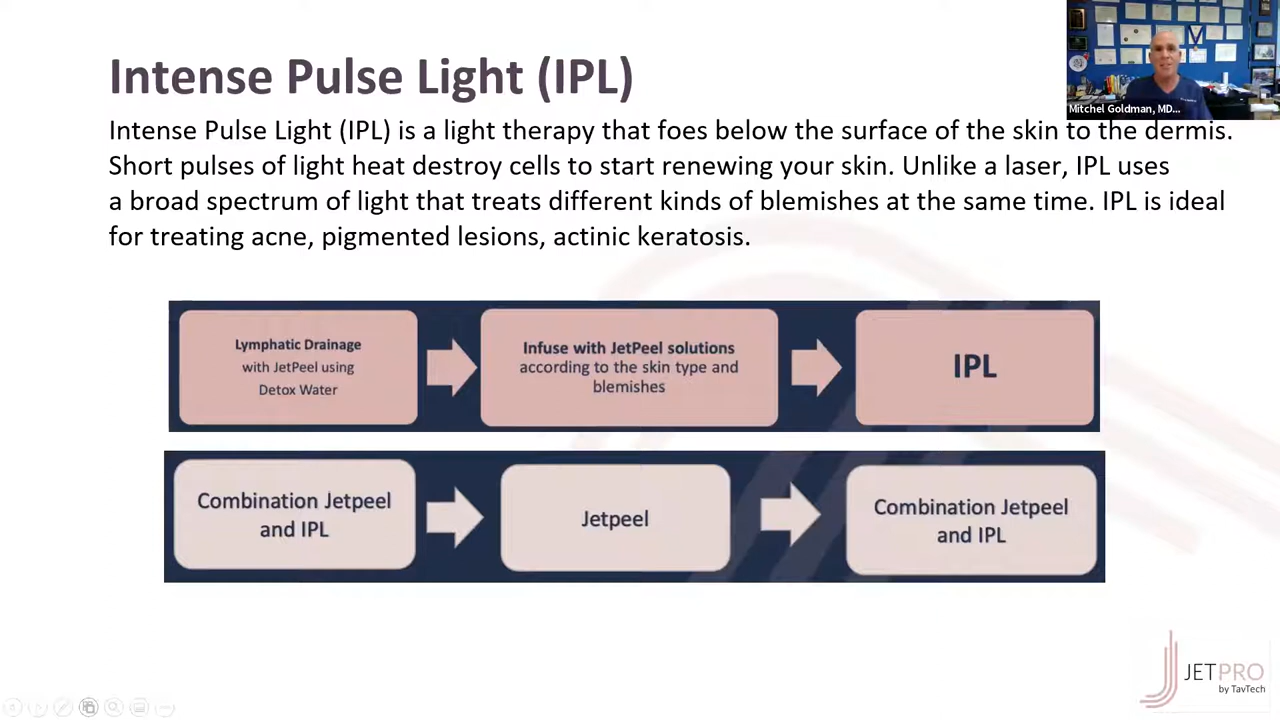 Mitchel Goldman, MD...
Intense Pulse Light (IPL)
Intense Pulse Light (IPL) is a light therapy that foes below the surface of the skin to the dermis.
Short pulses of light heat destroy cells to start renewing your skin. Unlike a laser, IPL uses
a broad spectrum of light that treats different kinds of blemishes at the same time. IPL is ideal
for treating acne, pigmented lesions, actinic keratosis.
Lymphatic Drainage
with JetPeel using
Detox Water
Infuse with JetPeel solutions
according to the skin type and
blemishes
IPL
Combination Jetpeel
and IPL
Jetpeel
Combination Jetpeel
and IPL
JETPRO
by TavTech